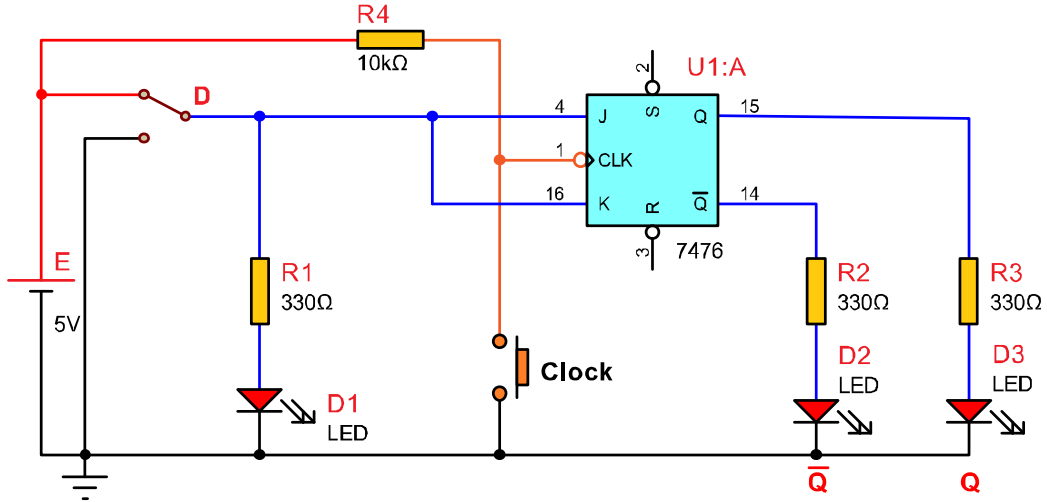 R4
10kΩ
2
U1:A
D
4
J
S
Q
15
1
CLK
16
K
R
Q̅
14
3
7476
E
5V
R1
330Ω
R2
330Ω
R3
330Ω
Clock
D1
LED
D2
LED
D3
LED
Q̅
Q